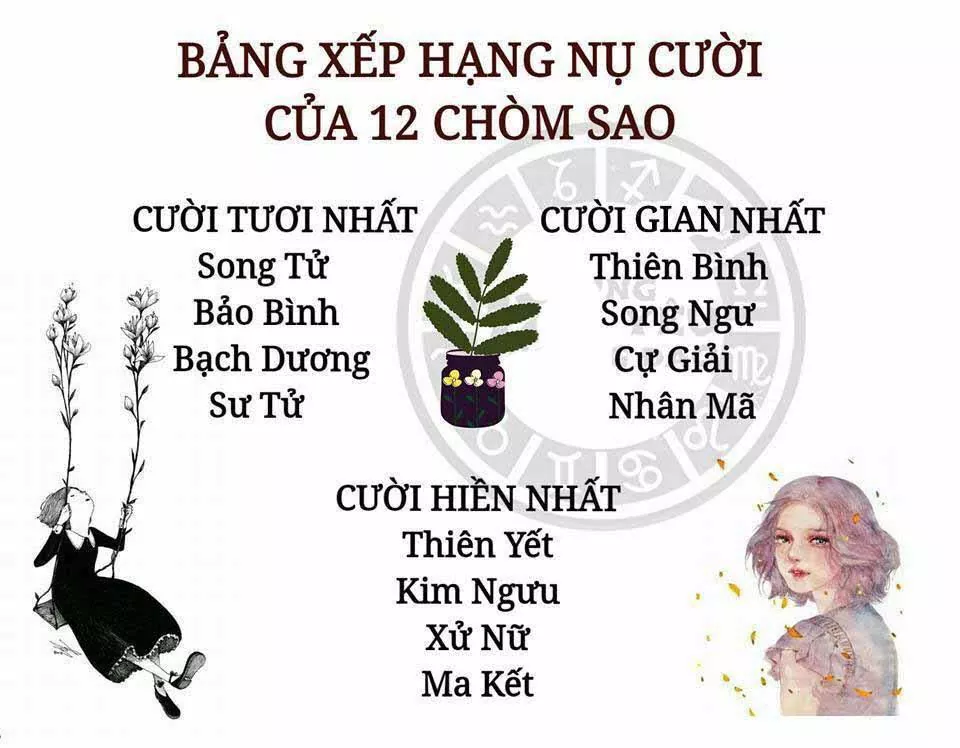 BẢNG XẾP HẠNG NỤ CƯỜI
CỦA 12 CHÒM SAO
CƯỜI TƯƠI NHẤT
Song Tử
Bảo Bình
Bạch Dương
Sư Tử
CƯỜI GIAN NHẤT
Thiên Bình
Song Ngư
Cự Giải
Nhân Mã
CƯỜI HIỀN NHẤT
Thiên Yết
Kim Ngưu
Xử Nữ
Ma Kết